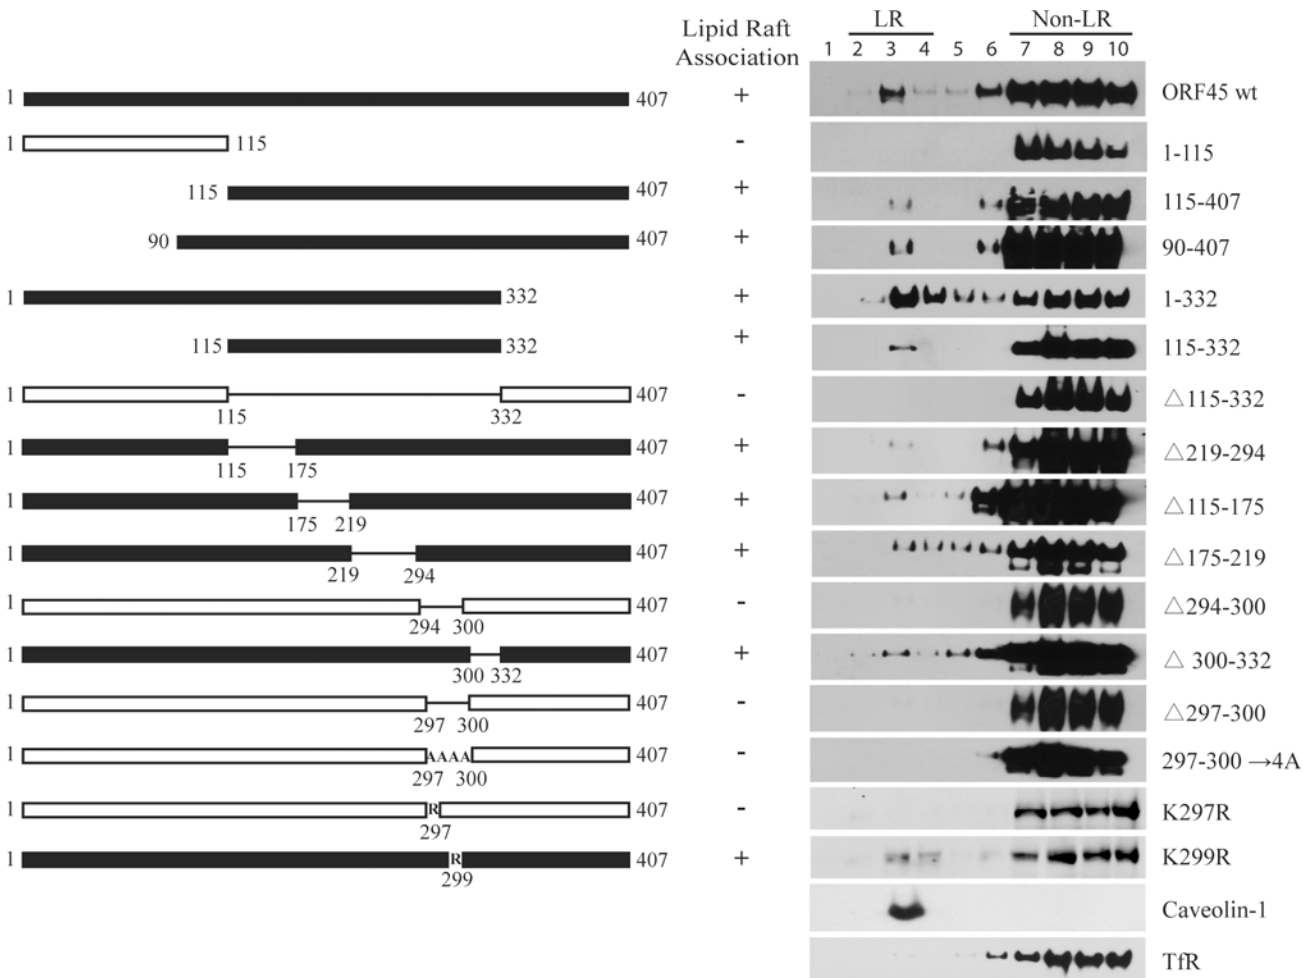 Lipid Raft Association LR Non-LR
1 2 3 4 5 6 7 8 9 10
1 407 + ORF45 wt
1 115 - 1-115
115 407 + 115-407
90 407 + 90-407
1 332 + 1-332
115 332 + 115-332
1 407 - △115-332
115 332
1 407 + △219-294
115 175
1 407 + △115-175
175 219
1 407 + △175-219
219 294
1 407 - △294-300
294 300
1 407 + △ 300-332
300 332
1 407 - △297-300
297 300
1 AAAA 407 - 297-300 →4A
297 300
1 R 407 - K297R
297
1 R 407 + K299R
299
Caveolin-1
TfR